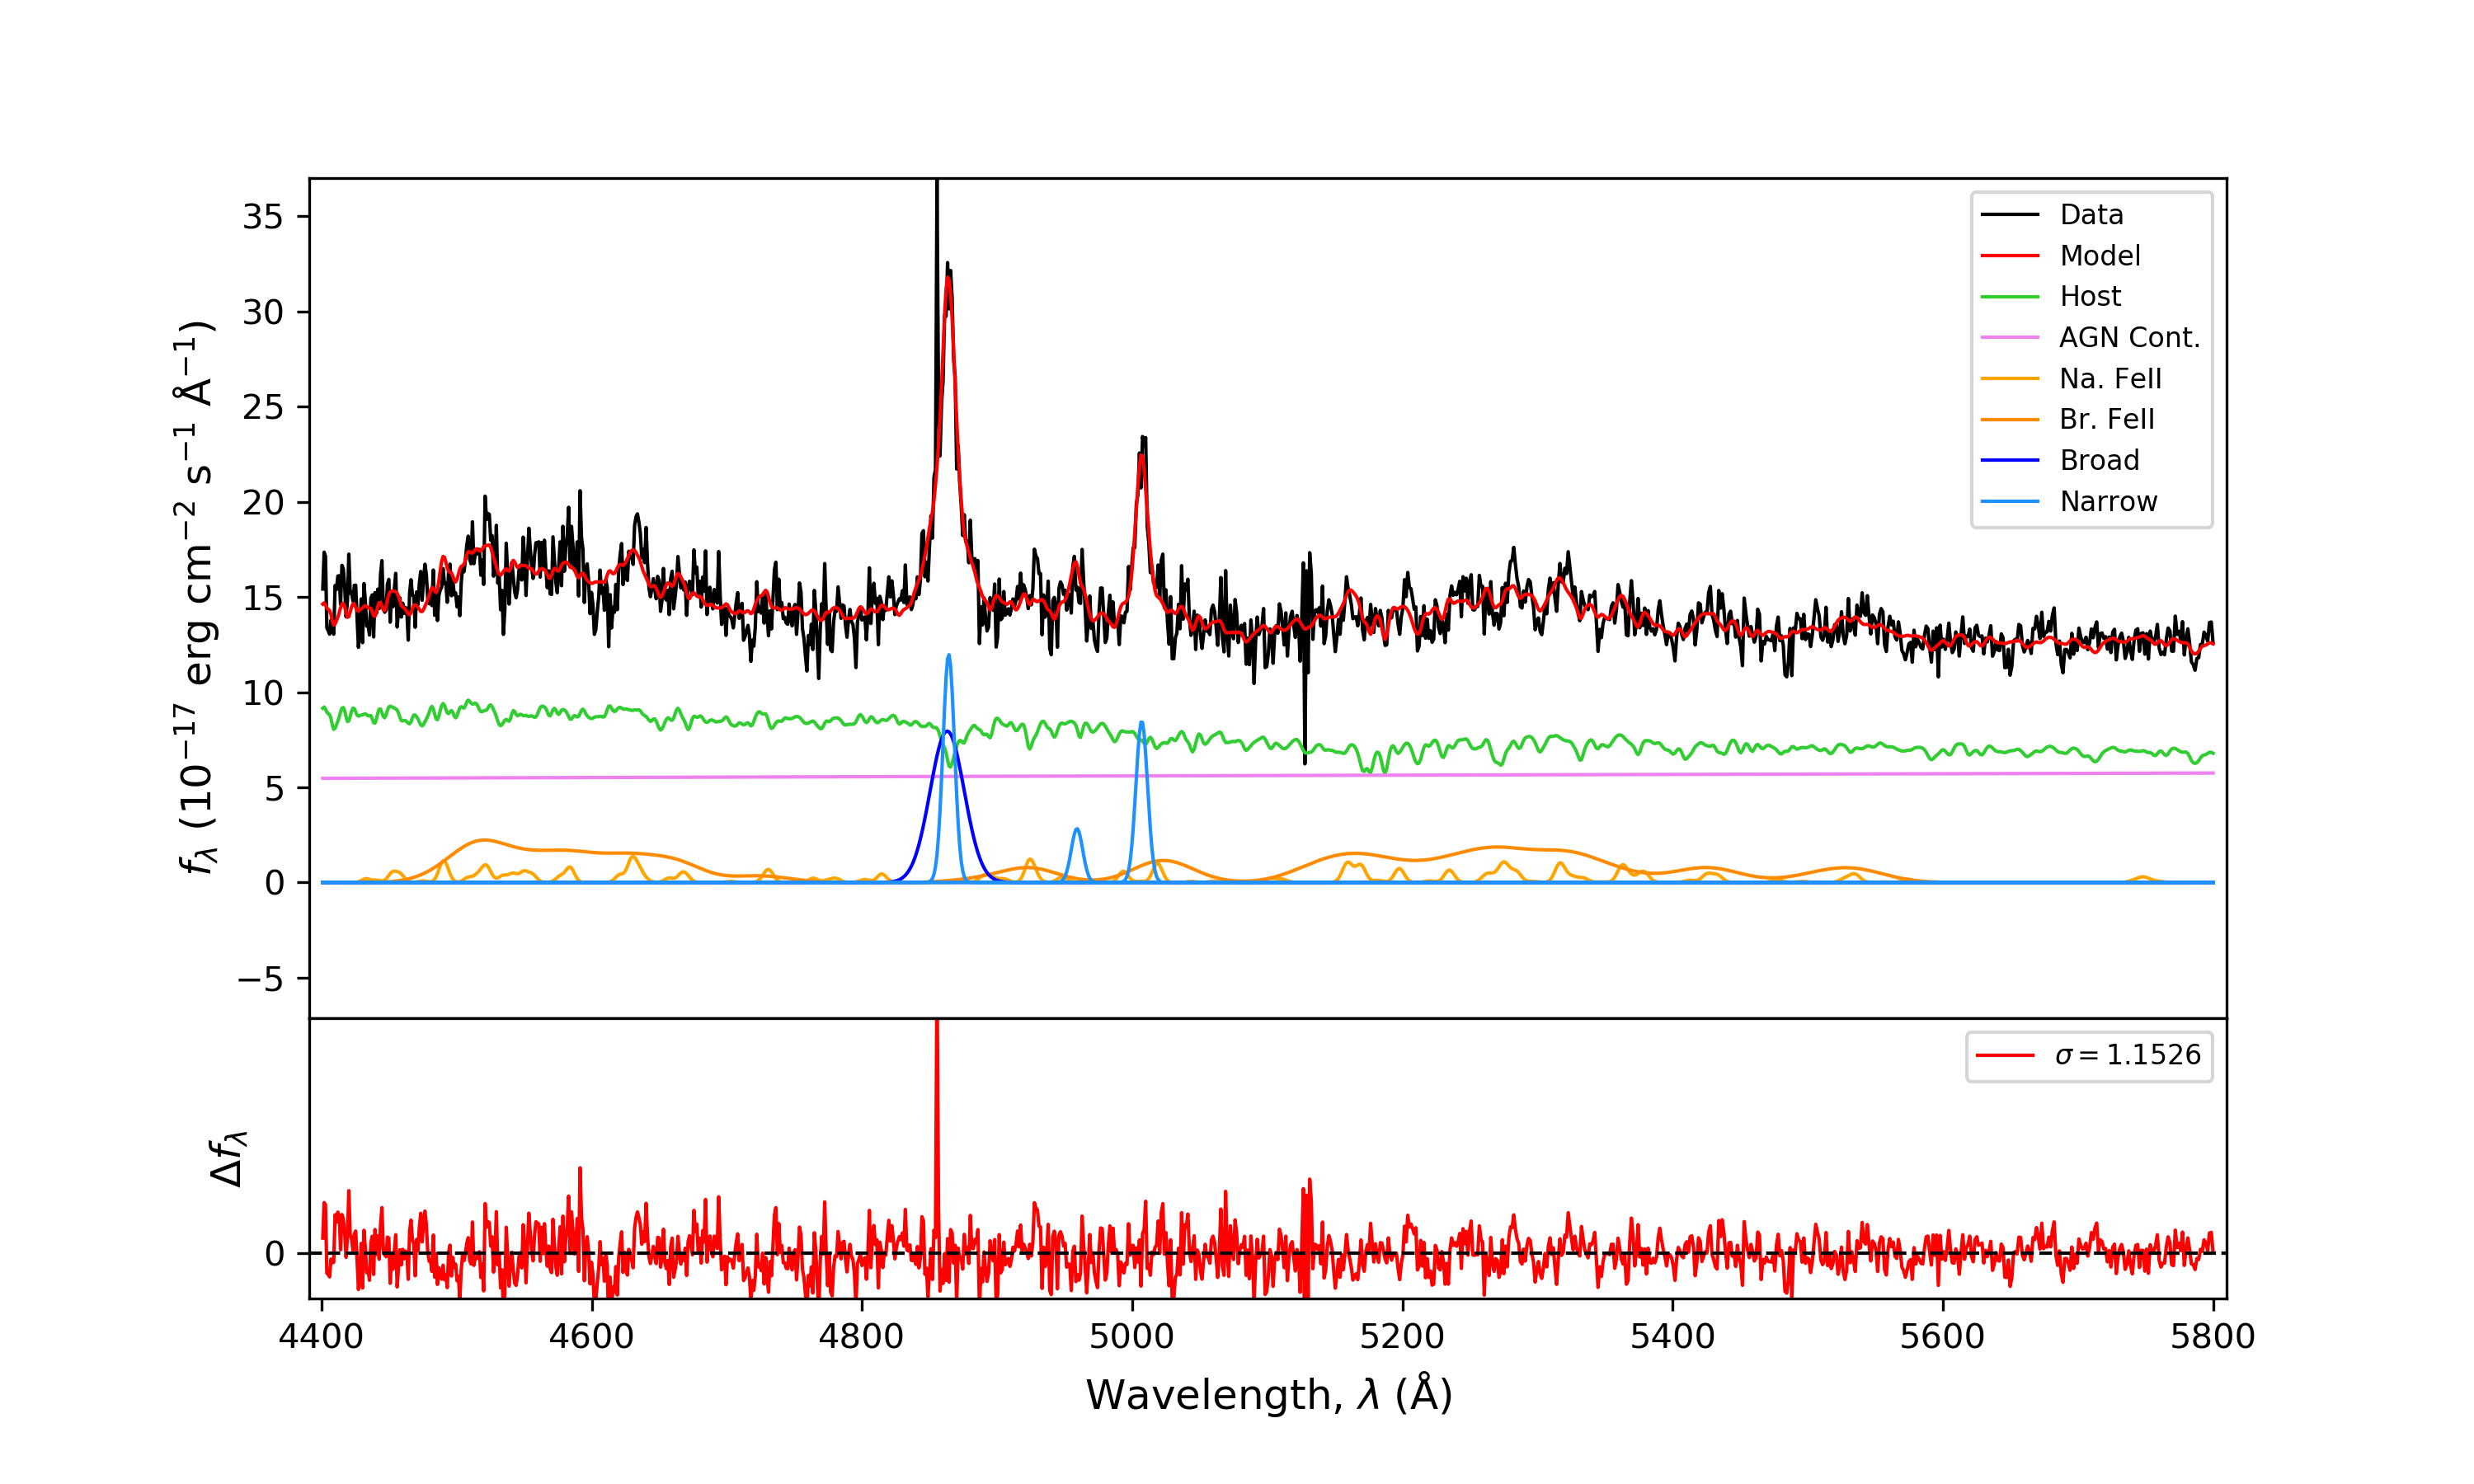 35
30
25
20
15
10
5
0
−5
f_λ (10⁻¹⁷ erg cm⁻² s⁻¹ Å⁻¹)
Data
Model
Host
AGN Cont.
Na. FeII
Br. FeII
Broad
Narrow
σ = 1.1526
Δf_λ
0
4400 4600 4800 5000 5200 5400 5600 5800
Wavelength, λ (Å)